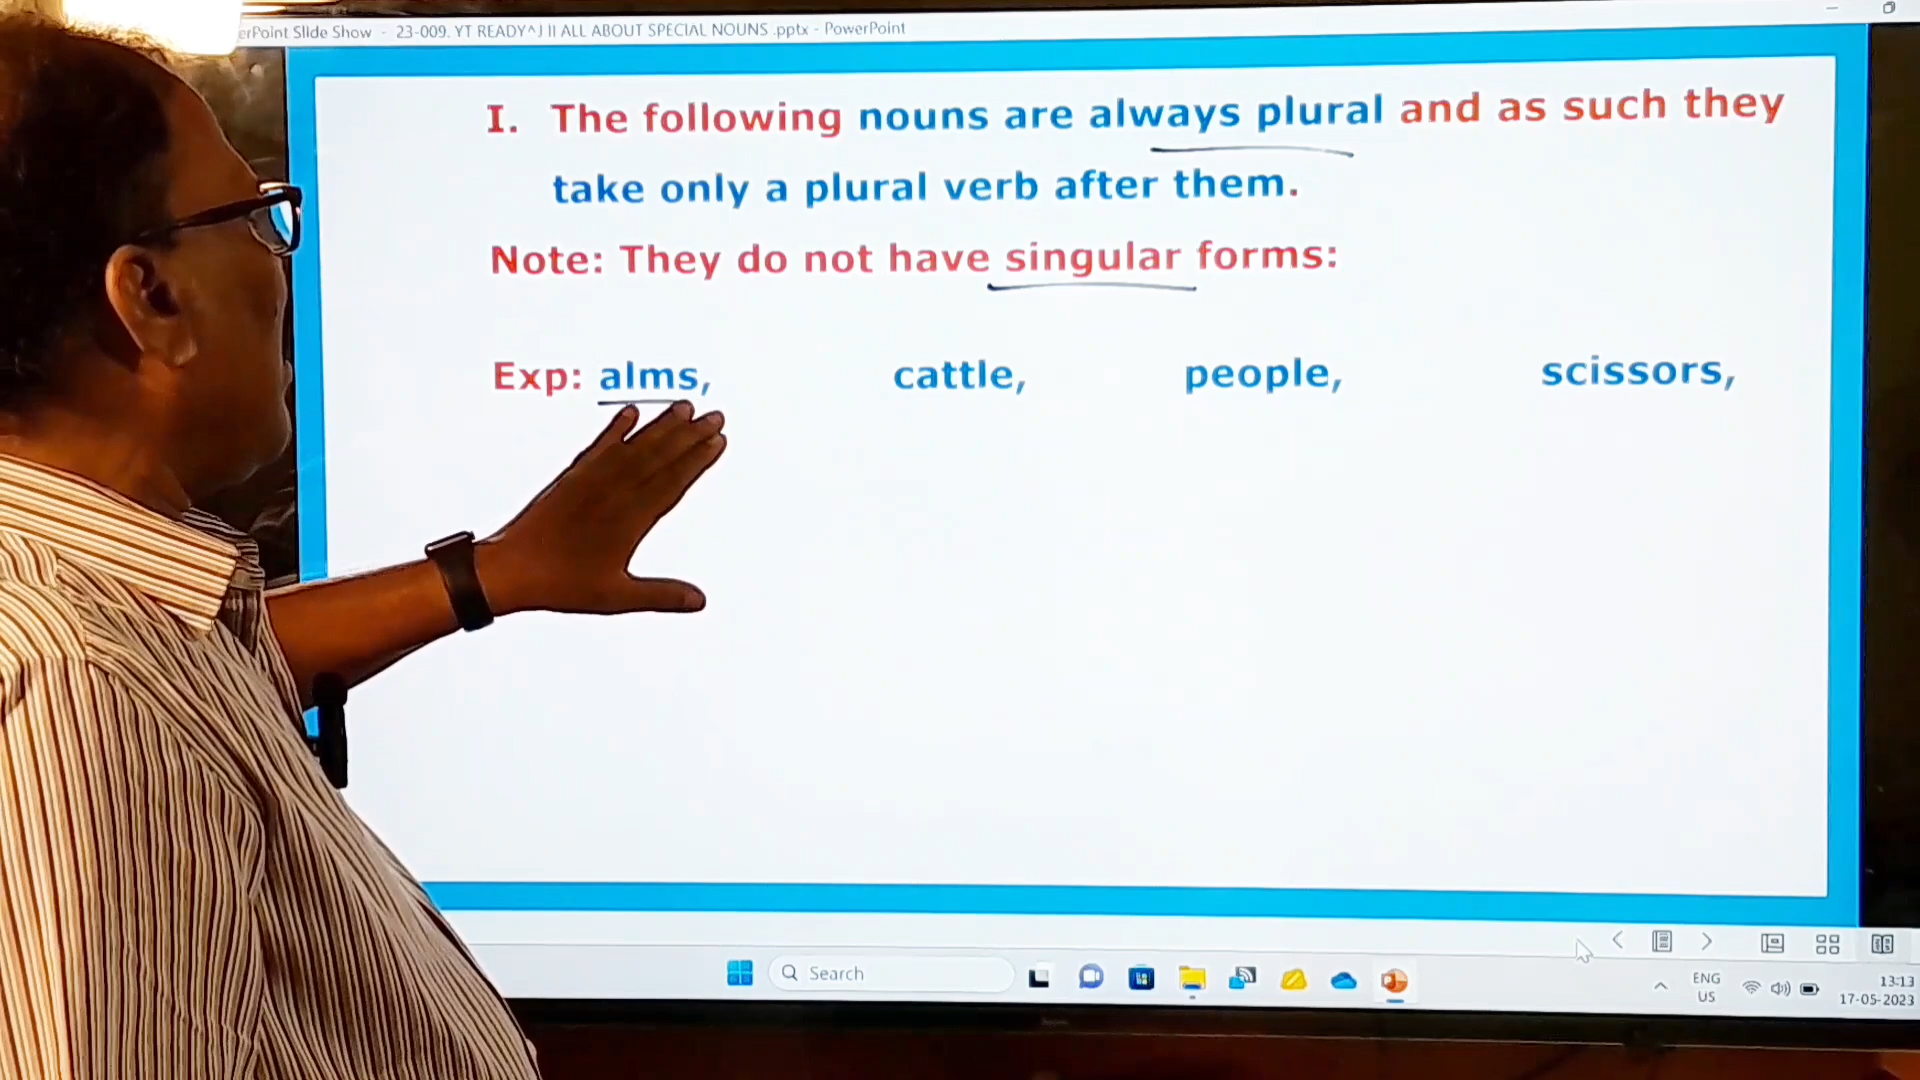 erPoint Slide Show - 23-009. YT READY^J II ALL ABOUT SPECIAL NOUNS .pptx - PowerPoint
I. The following nouns are always plural and as such they
take only a plural verb after them.
Note: They do not have singular forms:
Exp: alms, cattle, people, scissors,
Search
ENG
US
13:13
17-05-2023